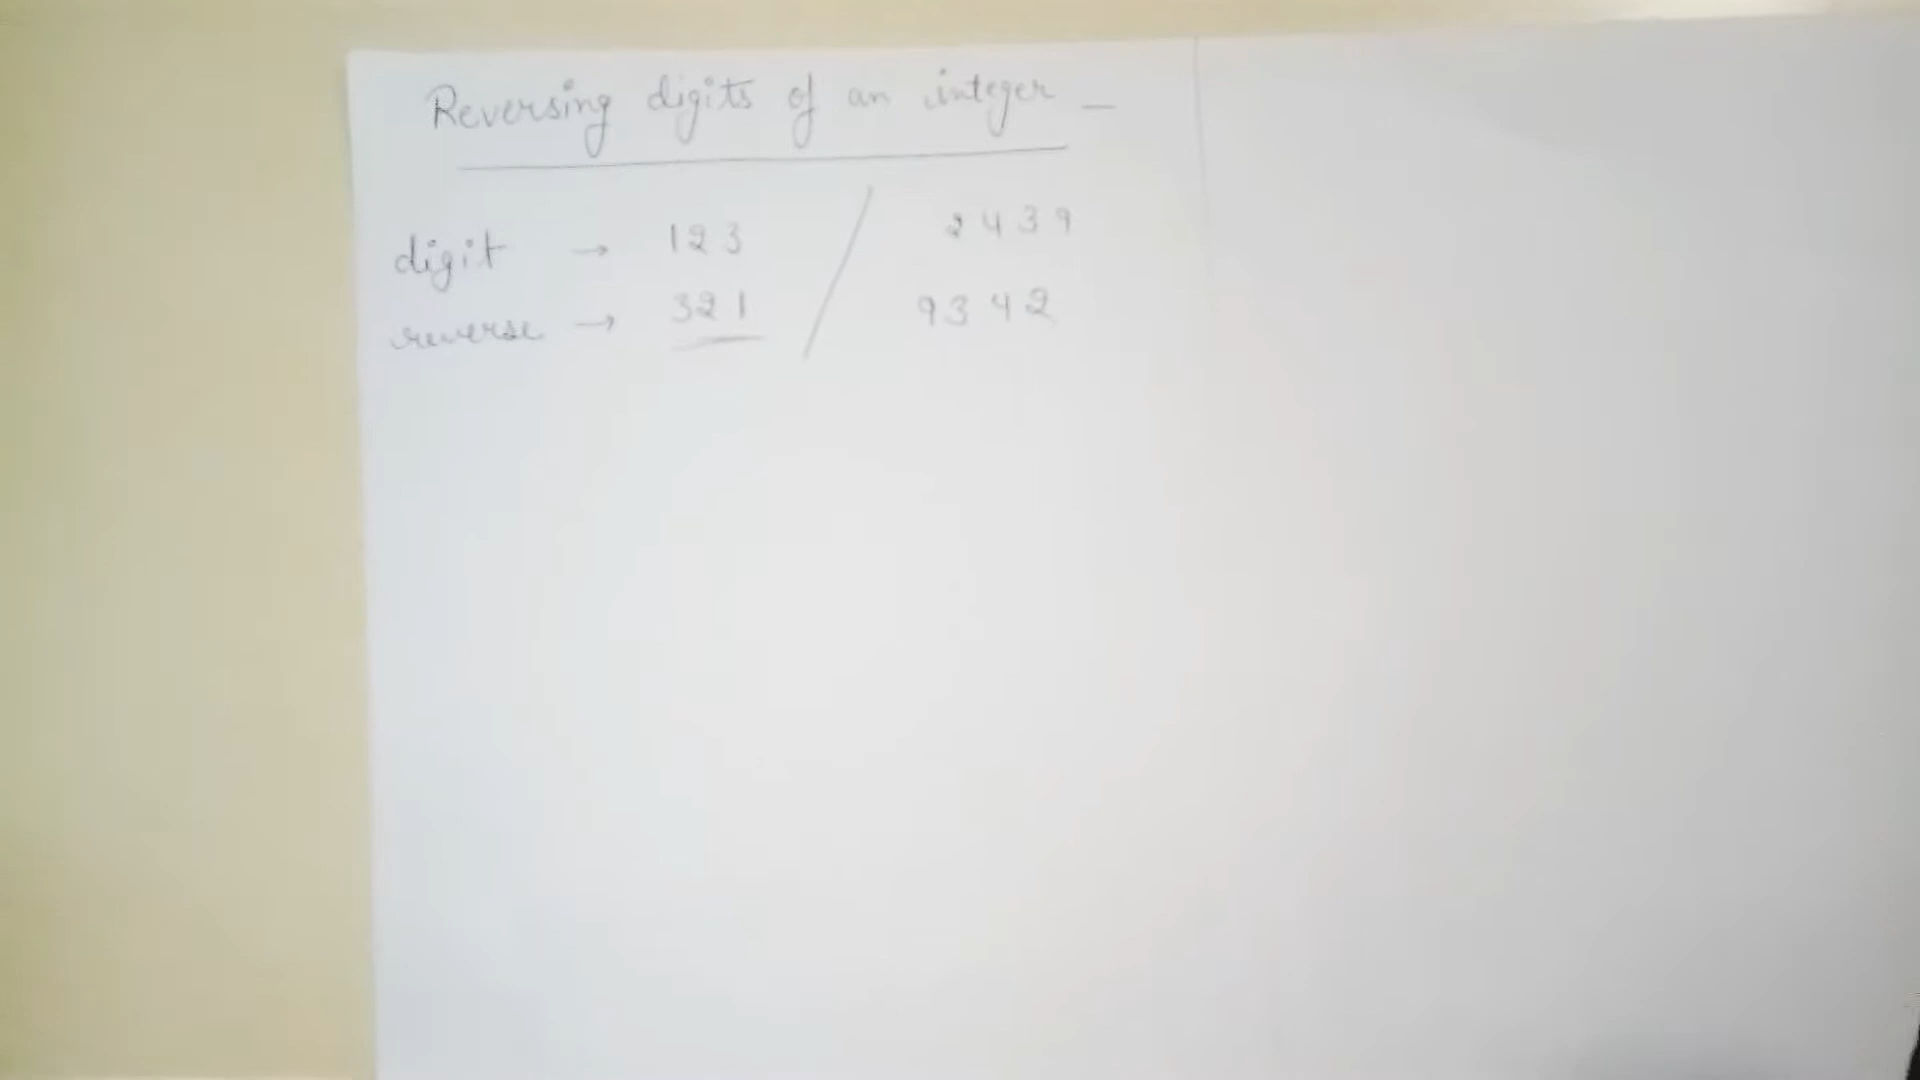 Reversing digits of an integer -
digit → 123 / 2439
reverse → 321 / 9342